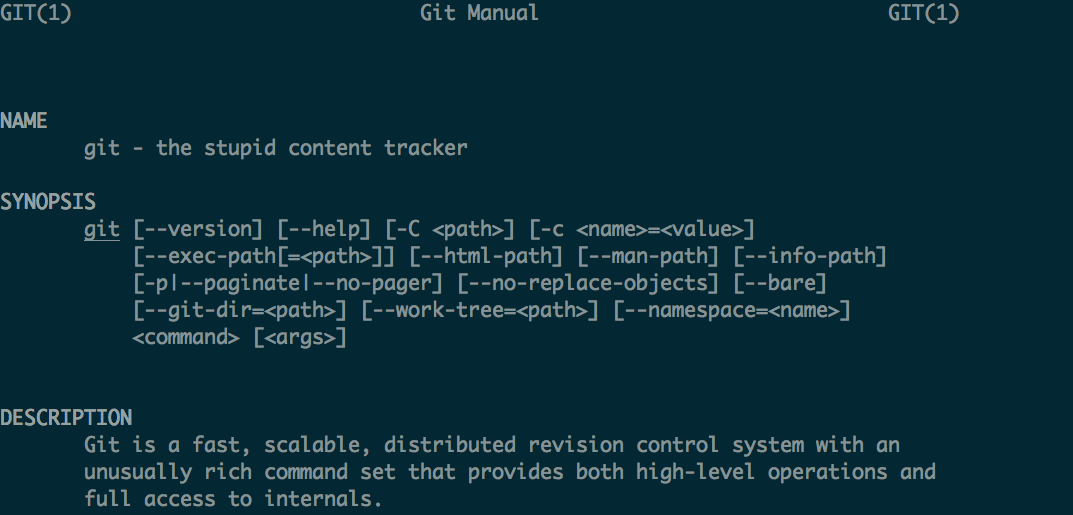 GIT(1) Git Manual GIT(1)
NAME
git - the stupid content tracker
SYNOPSIS
git [--version] [--help] [-C <path>] [-c <name>=<value>]
[--exec-path[=<path>]] [--html-path] [--man-path] [--info-path]
[-p|--paginate|--no-pager] [--no-replace-objects] [--bare]
[--git-dir=<path>] [--work-tree=<path>] [--namespace=<name>]
<command> [<args>]
DESCRIPTION
Git is a fast, scalable, distributed revision control system with an
unusually rich command set that provides both high-level operations and
full access to internals.